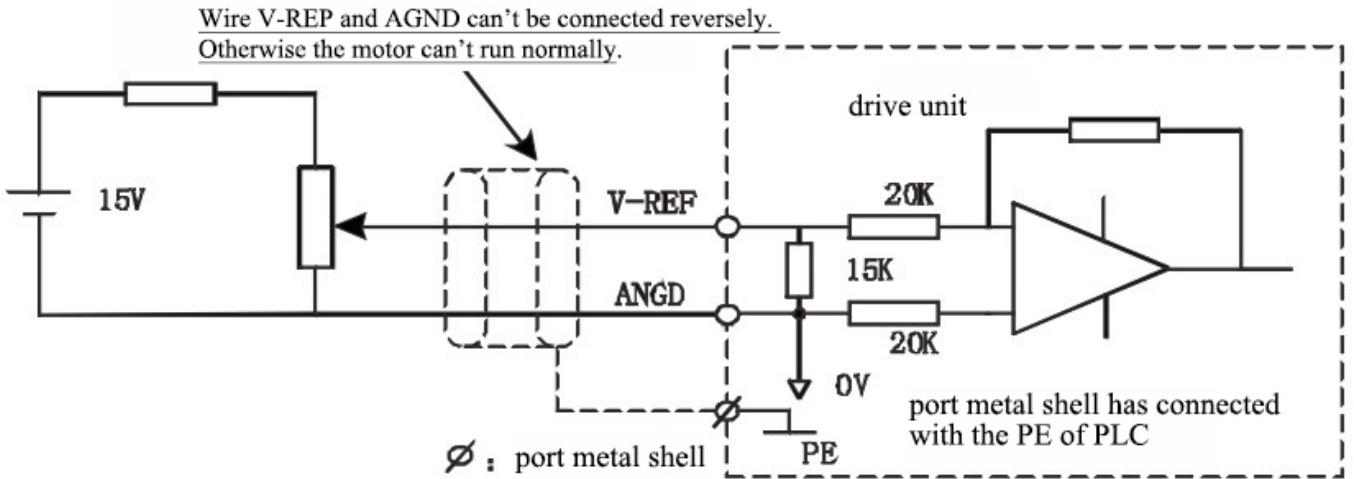 Wire V-REP and AGND can't be connected reversely.
Otherwise the motor can't run normally.
drive unit
15V
V-REF
20K
15K
ANGD
20K
0V
port metal shell has connected
with the PE of PLC
PE
Ø : port metal shell